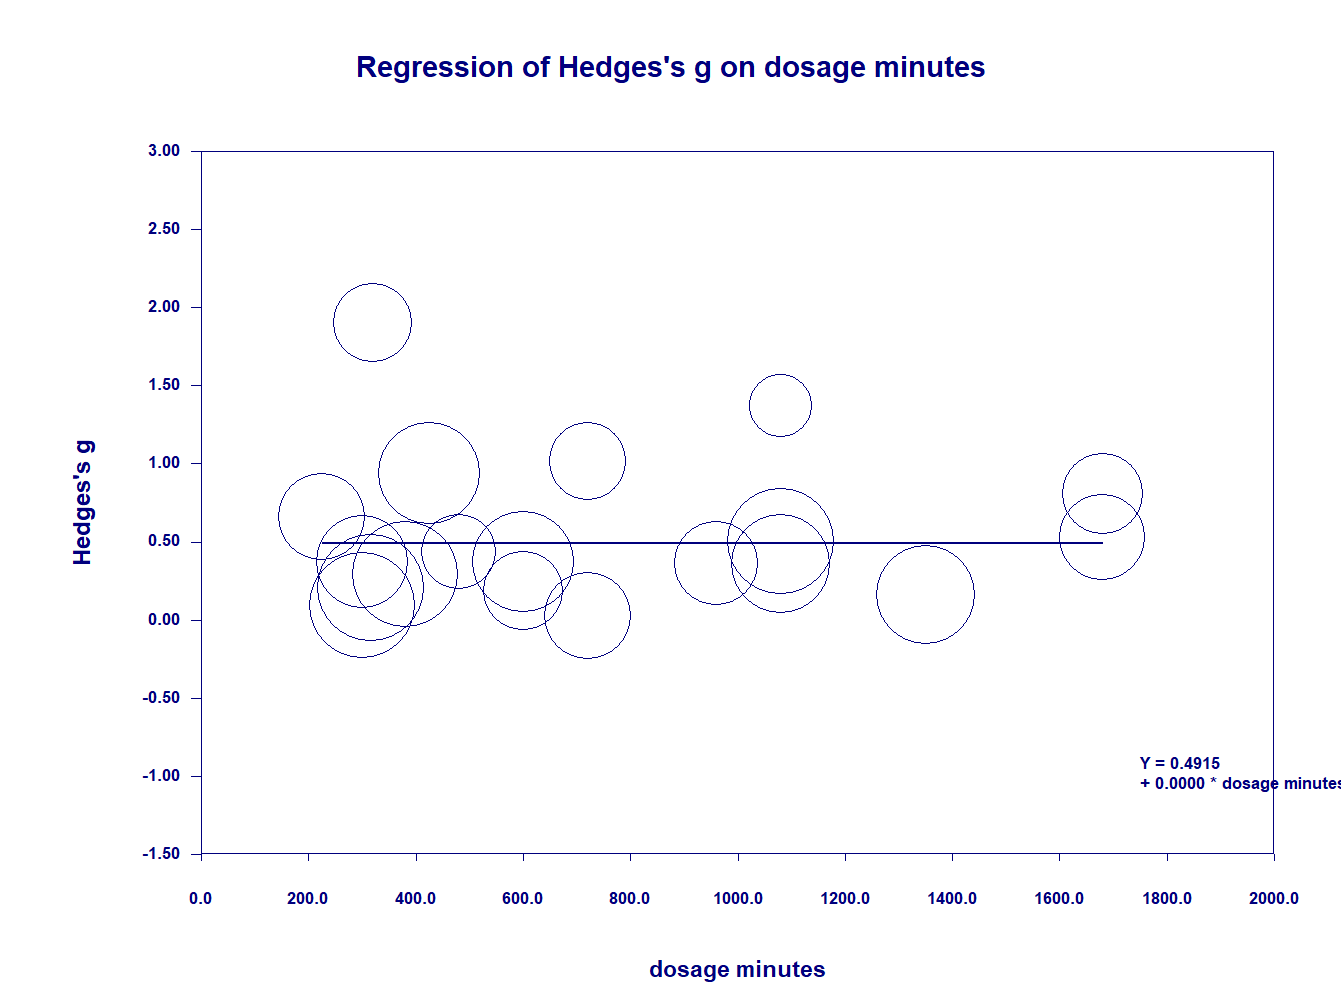 Regression of Hedges's g on dosage minutes
3.00
2.50
2.00
1.50
1.00
0.50
0.00
-0.50
-1.00
-1.50
Hedges's g
Y = 0.4915
+ 0.0000 * dosage minutes
0.0 200.0 400.0 600.0 800.0 1000.0 1200.0 1400.0 1600.0 1800.0 2000.0
dosage minutes